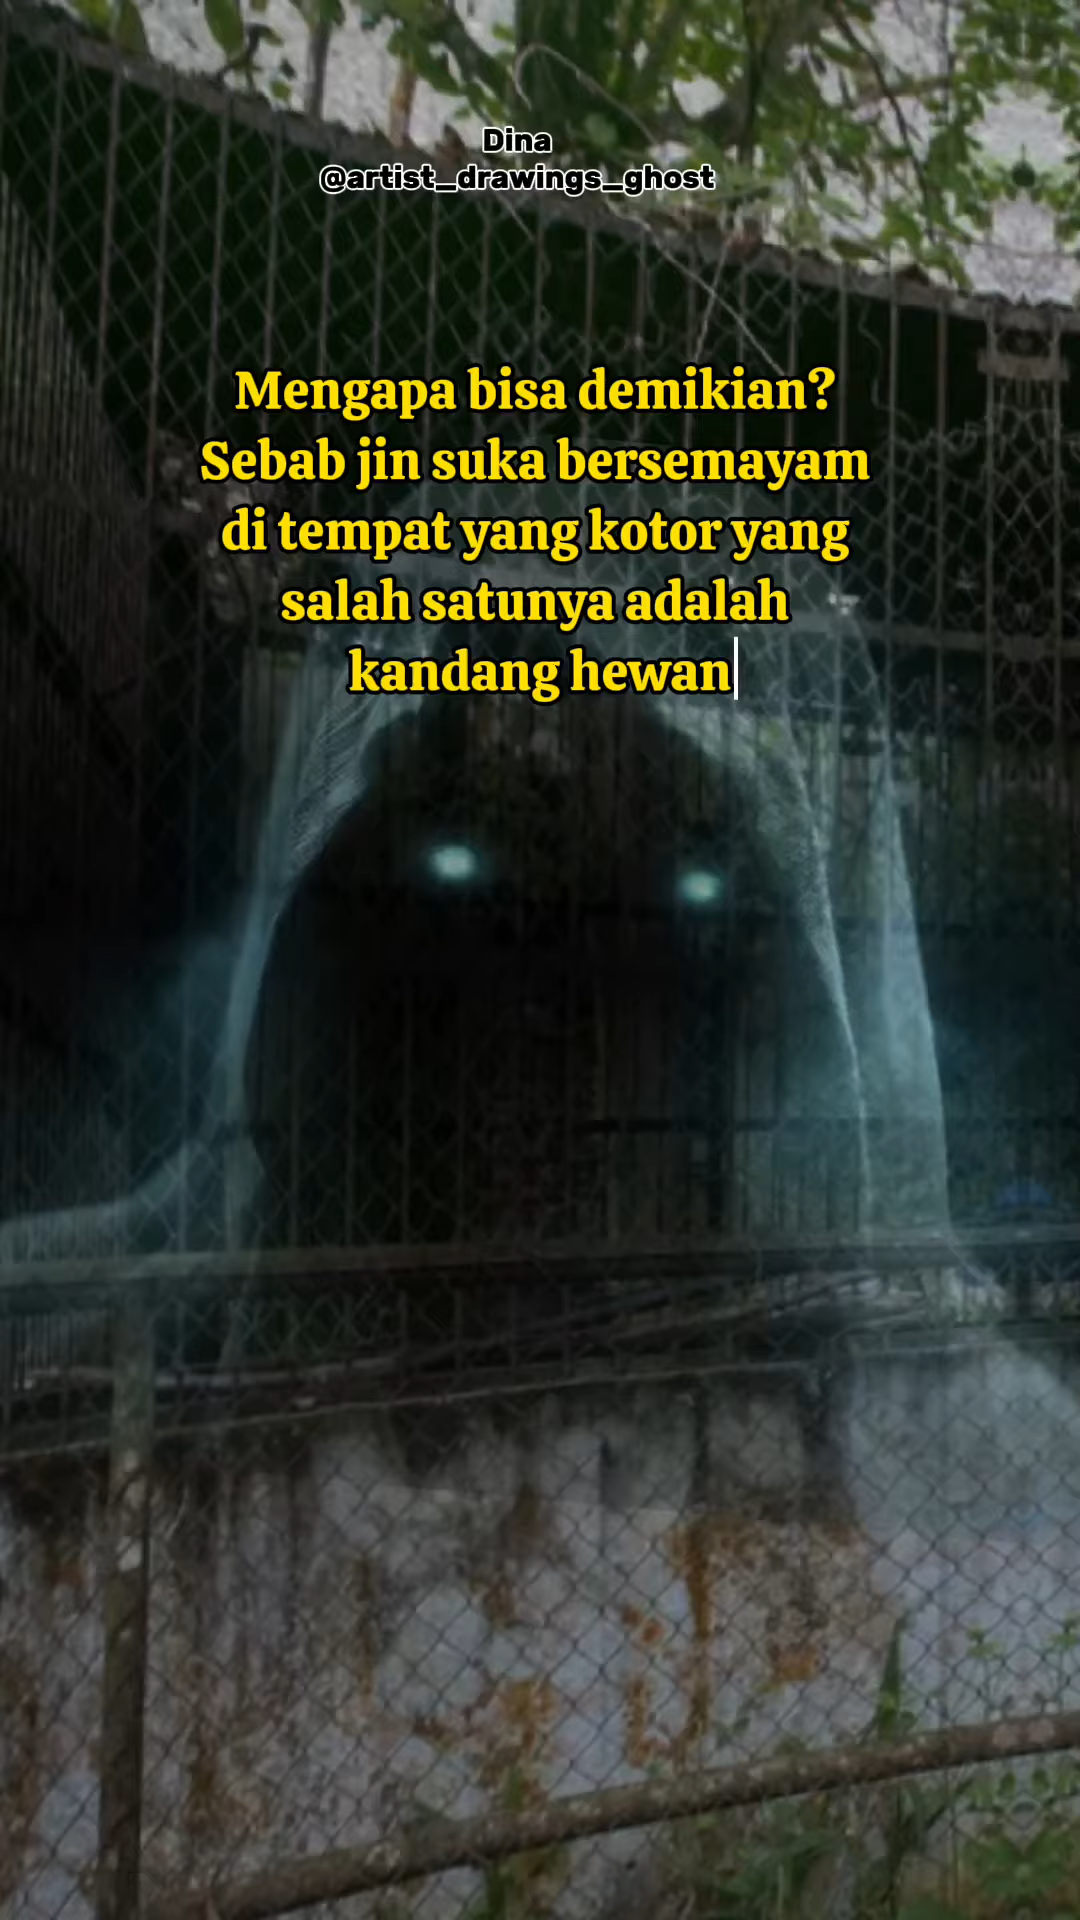 Dina
@artist_drawings_ghost
Mengapa bisa demikian?
Sebab jin suka bersemayam
di tempat yang kotor yang
salah satunya adalah
kandang hewan